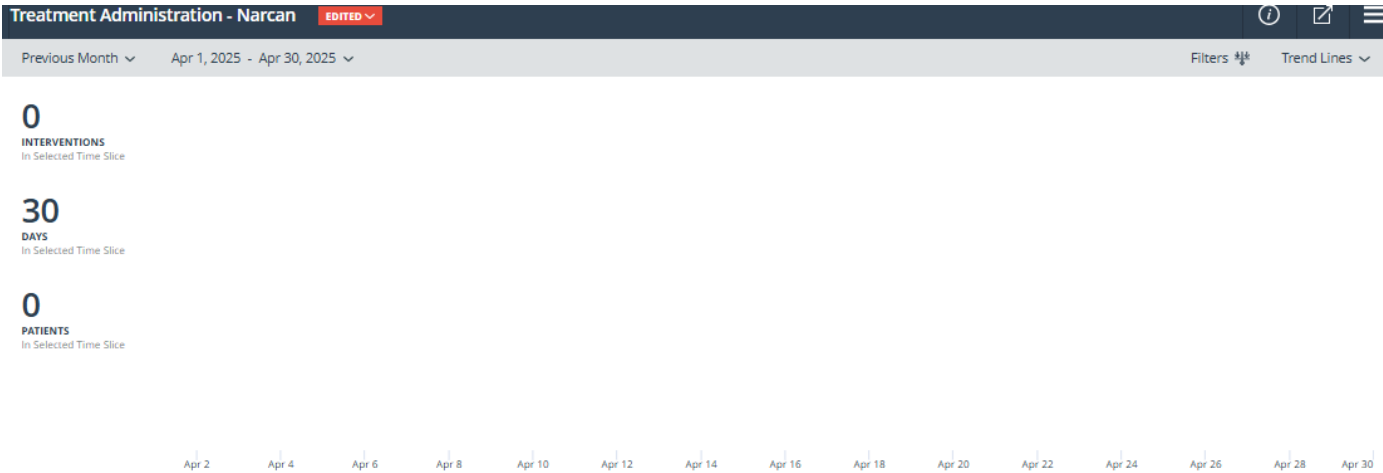 Treatment Administration - Narcan EDITED
Previous Month Apr 1, 2025 - Apr 30, 2025 Filters Trend Lines
0
INTERVENTIONS
In Selected Time Slice
30
DAYS
In Selected Time Slice
0
PATIENTS
In Selected Time Slice
Apr 2 Apr 4 Apr 6 Apr 8 Apr 10 Apr 12 Apr 14 Apr 16 Apr 18 Apr 20 Apr 22 Apr 24 Apr 26 Apr 28 Apr 30